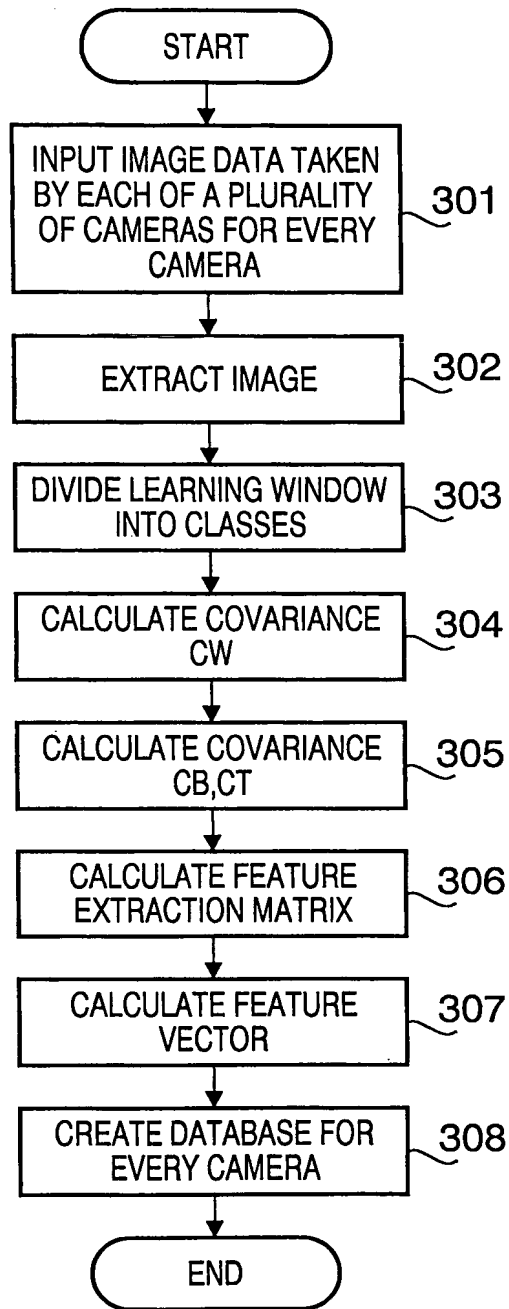 START
INPUT IMAGE DATA TAKEN
BY EACH OF A PLURALITY
OF CAMERAS FOR EVERY
CAMERA
301
EXTRACT IMAGE
302
DIVIDE LEARNING WINDOW
INTO CLASSES
303
CALCULATE COVARIANCE
CW
304
CALCULATE COVARIANCE
CB,CT
305
CALCULATE FEATURE
EXTRACTION MATRIX
306
CALCULATE FEATURE
VECTOR
307
CREATE DATABASE FOR
EVERY CAMERA
308
END